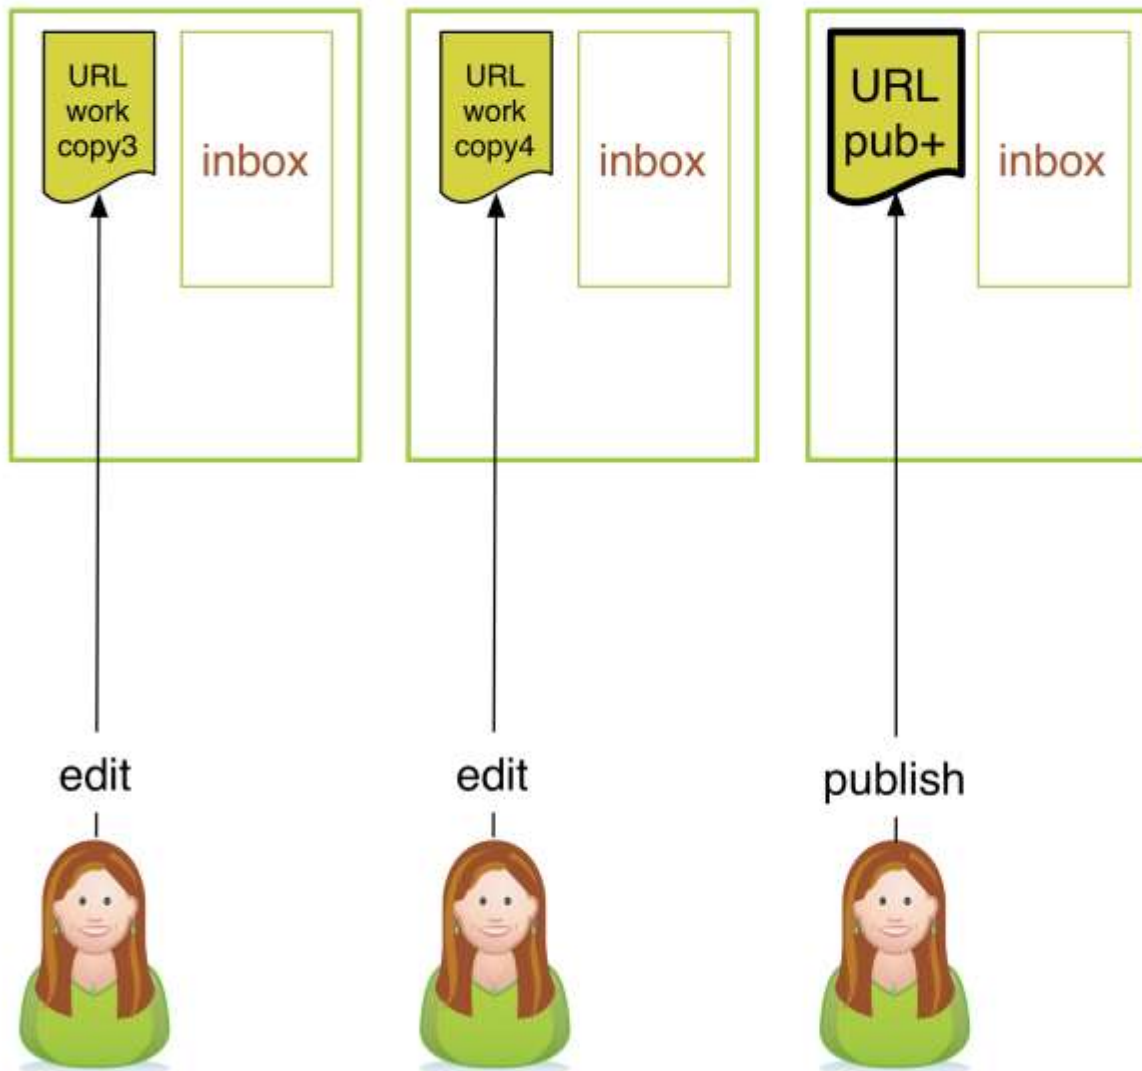 URL
work
copy3
inbox
URL
work
copy4
inbox
URL
pub+
inbox
edit
edit
publish